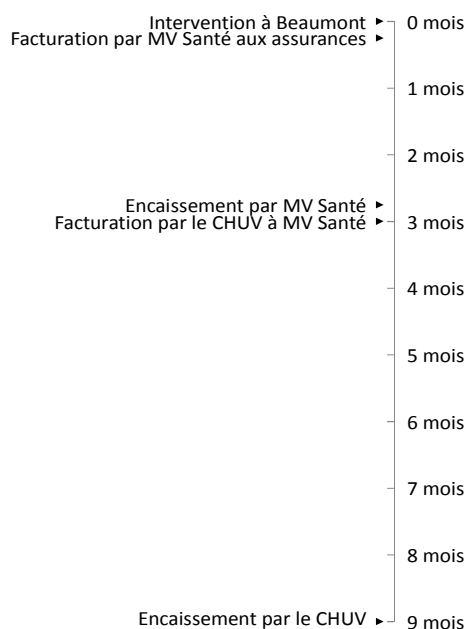 Intervention à Beaumont ► 0 mois
Facturation par MV Santé aux assurances ►
1 mois
2 mois
Encaissement par MV Santé ►
Facturation par le CHUV à MV Santé ► 3 mois
4 mois
5 mois
6 mois
7 mois
8 mois
Encaissement par le CHUV ► 9 mois